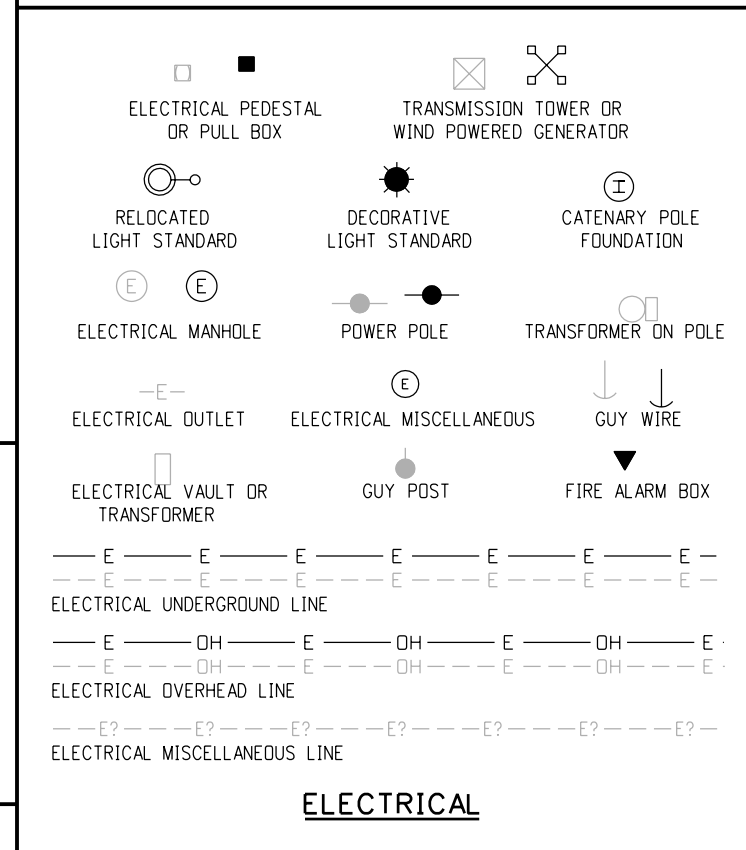 ELECTRICAL PEDESTAL
OR PULL BOX
TRANSMISSION TOWER OR
WIND POWERED GENERATOR
RELOCATED
LIGHT STANDARD
DECORATIVE
LIGHT STANDARD
I
CATENARY POLE
FOUNDATION
E E
ELECTRICAL MANHOLE
POWER POLE
TRANSFORMER ON POLE
E
ELECTRICAL OUTLET
E
ELECTRICAL MISCELLANEOUS
GUY WIRE
ELECTRICAL VAULT OR
TRANSFORMER
GUY POST
FIRE ALARM BOX
E E E E E E E
E E E E E E E
ELECTRICAL UNDERGROUND LINE
E OH E OH E OH E
E OH E OH E OH E
ELECTRICAL OVERHEAD LINE
E? E? E? E? E? E? E?
ELECTRICAL MISCELLANEOUS LINE
ELECTRICAL